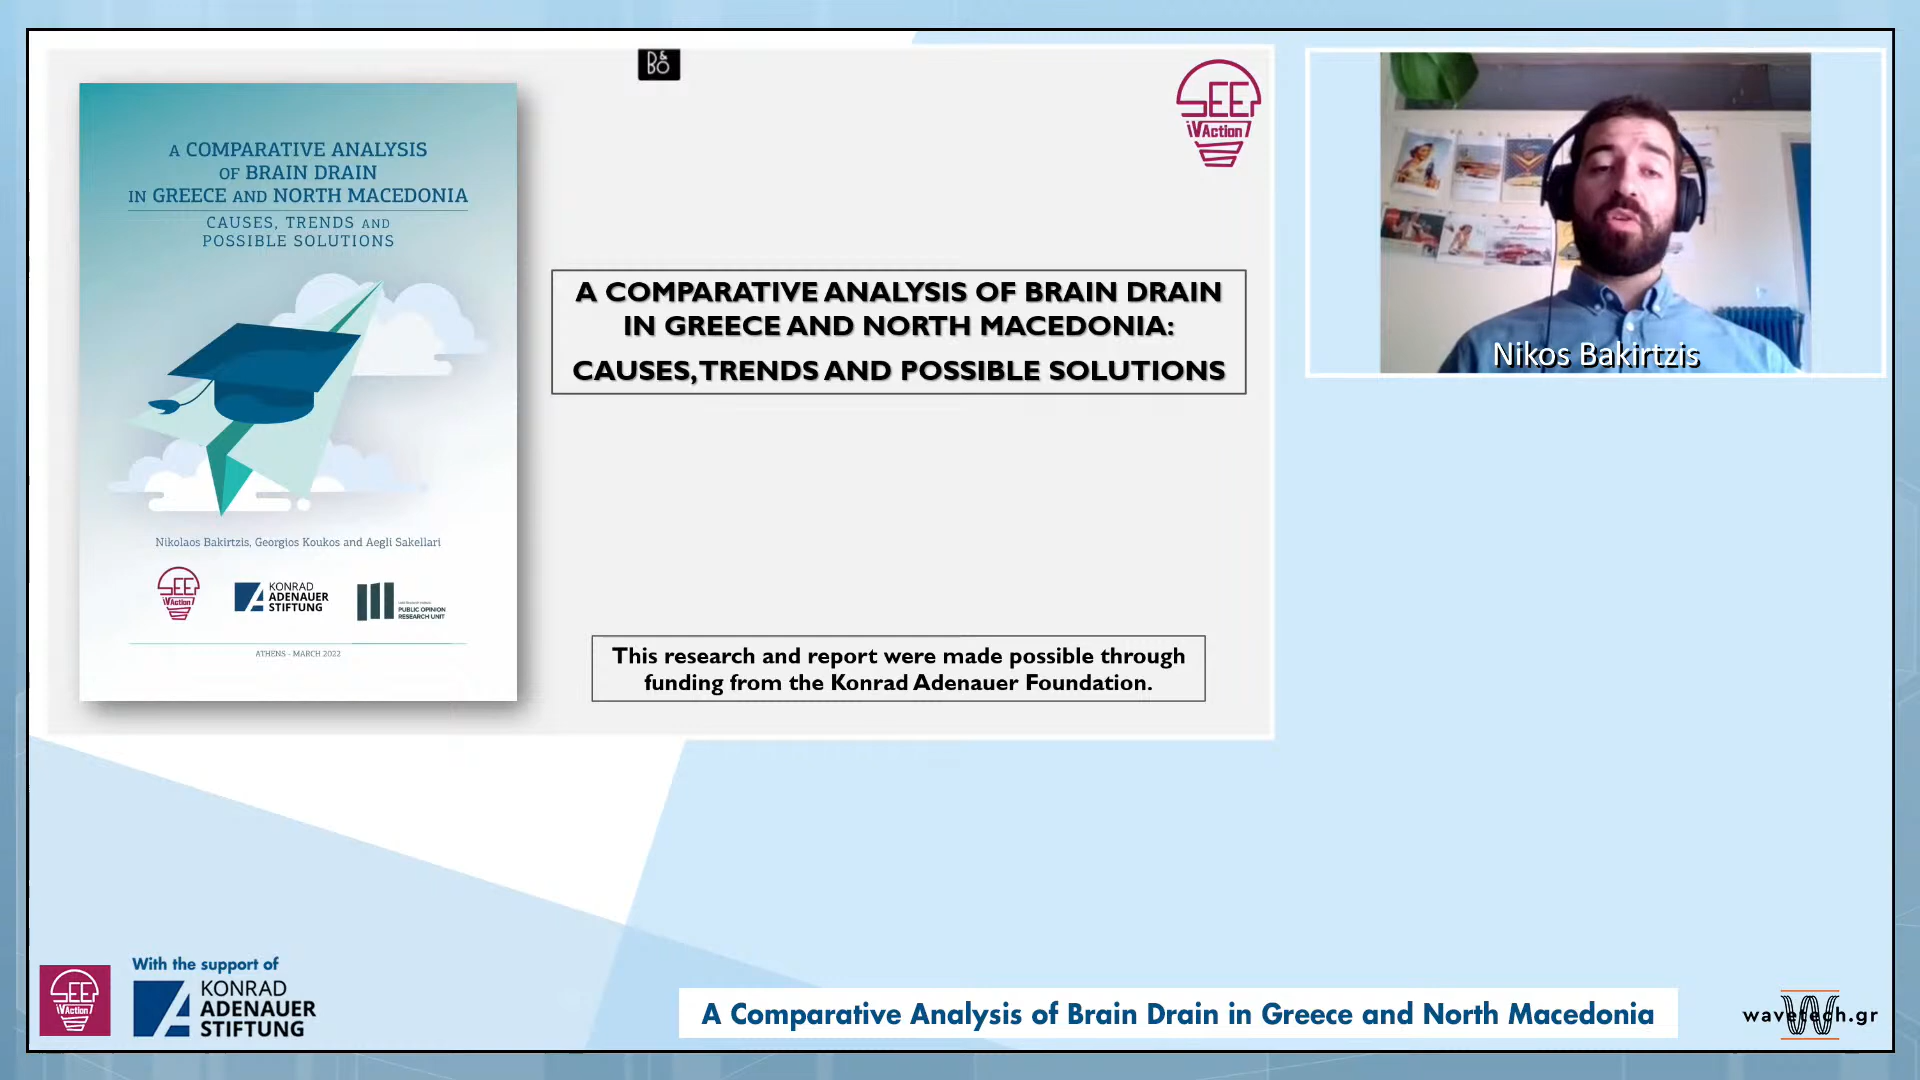 B&O
SEE
iNAction
A COMPARATIVE ANALYSIS
OF BRAIN DRAIN
IN GREECE AND NORTH MACEDONIA
CAUSES, TRENDS AND
POSSIBLE SOLUTIONS
Nikolaos Bakirtzis, Georgios Koukos and Aegli Sakellari
SEE
iNAction
KONRAD
ADENAUER
STIFTUNG
PUBLIC OPINION
RESEARCH UNIT
ATHENS - MARCH 2022
A COMPARATIVE ANALYSIS OF BRAIN DRAIN
IN GREECE AND NORTH MACEDONIA:
CAUSES, TRENDS AND POSSIBLE SOLUTIONS
This research and report were made possible through
funding from the Konrad Adenauer Foundation.
Nikos Bakirtzis
SEE
iNAction
With the support of
KONRAD
ADENAUER
STIFTUNG
A Comparative Analysis of Brain Drain in Greece and North Macedonia
wavetech.gr